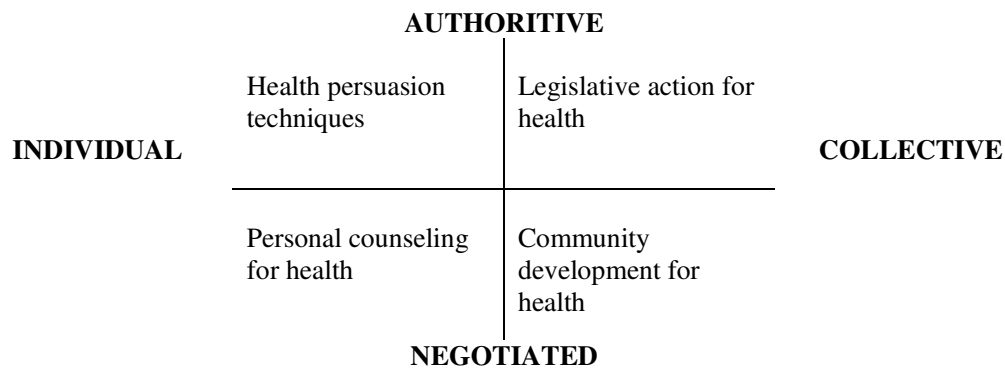 AUTHORITIVE
Health persuasion
techniques
Legislative action for
health
INDIVIDUAL
COLLECTIVE
Personal counseling
for health
Community
development for
health
NEGOTIATED